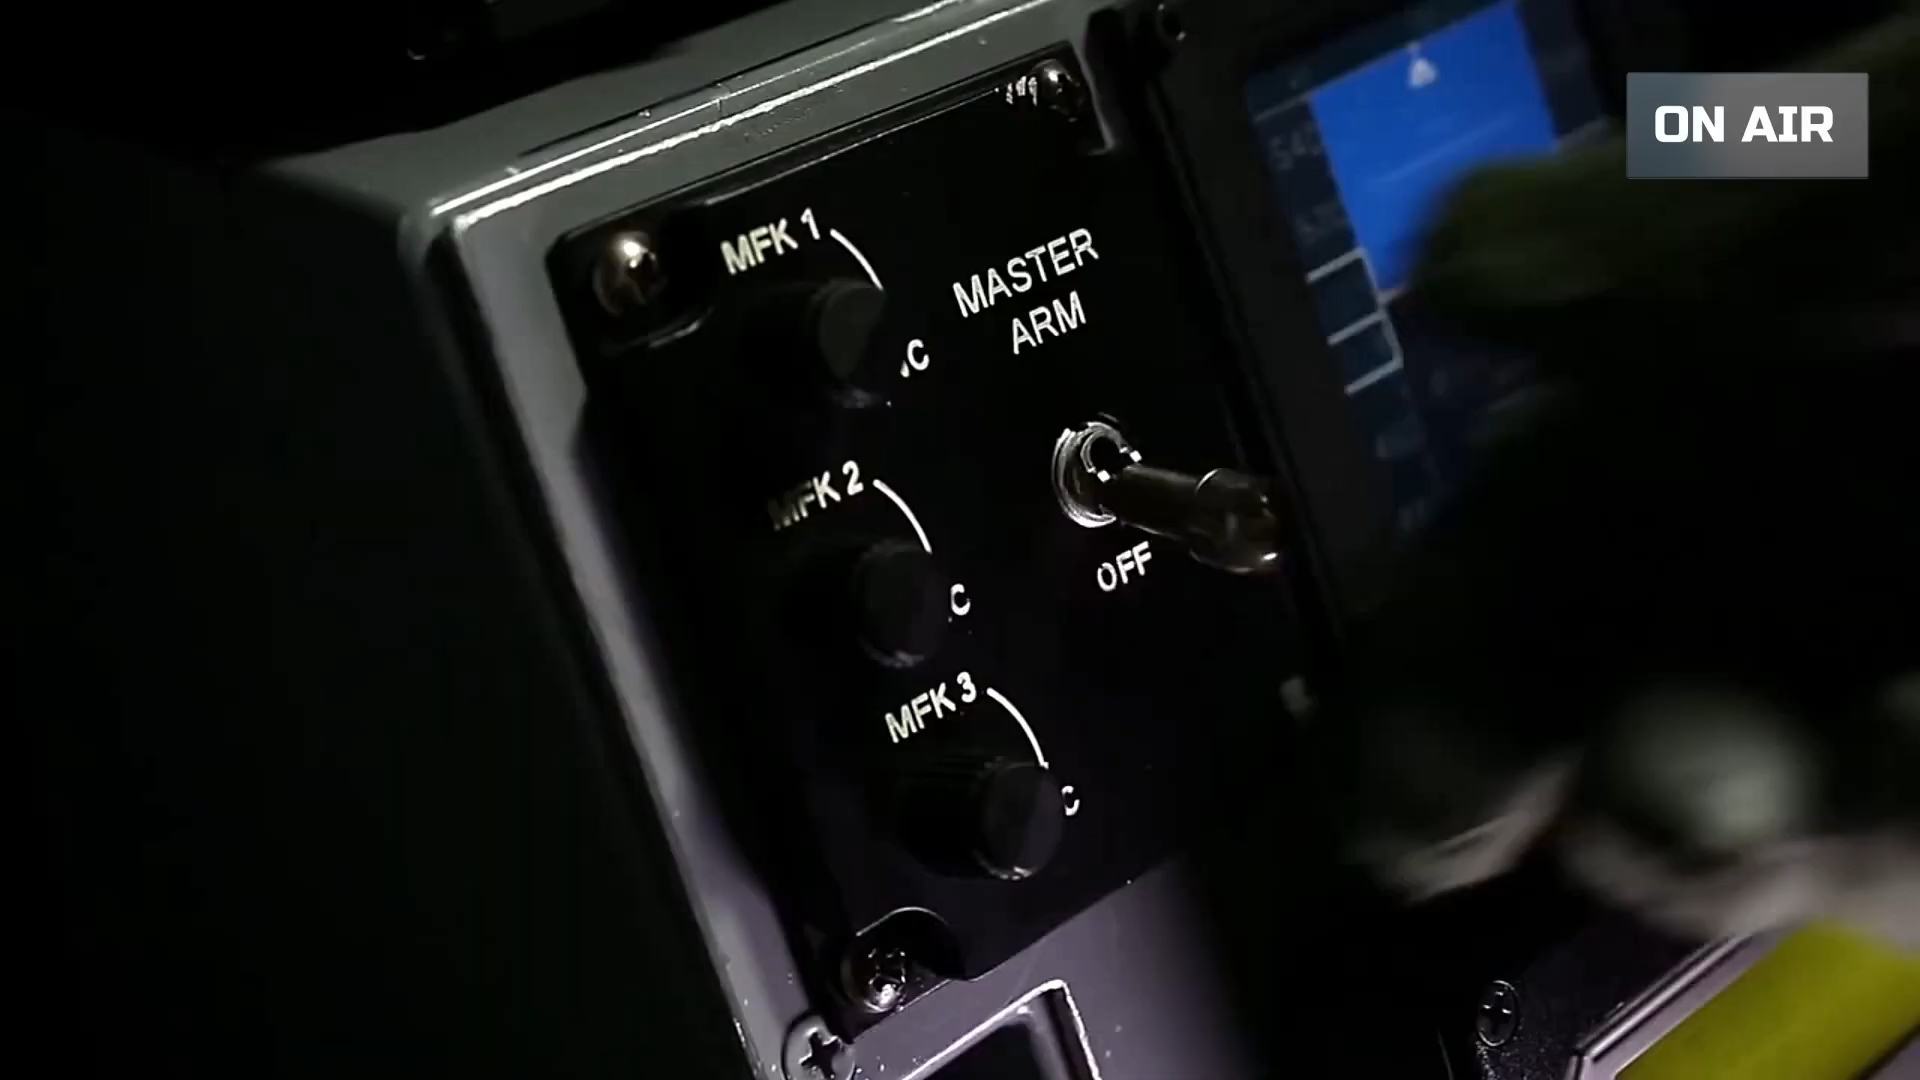 ON AIR
MFK 1
C
MASTER
ARM
MFK 2
C
OFF
MFK 3
C